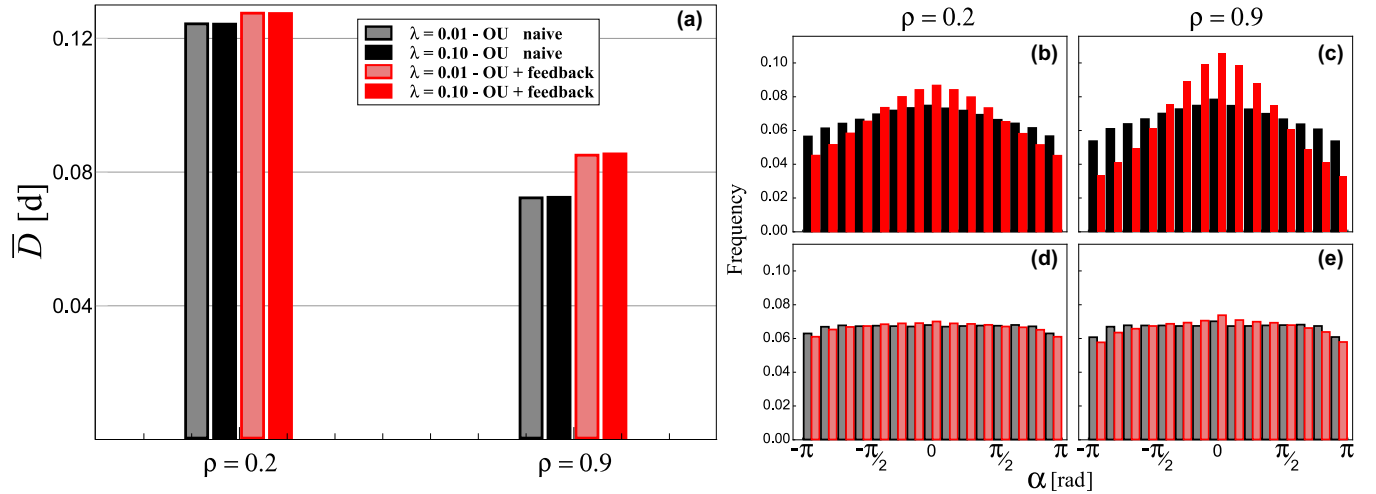 (a)
0.12
0.08
0.04
D̅ [d]
λ = 0.01 - OU naive
λ = 0.10 - OU naive
λ = 0.01 - OU + feedback
λ = 0.10 - OU + feedback
ρ = 0.2
ρ = 0.9
ρ = 0.2
ρ = 0.9
(b)
(c)
0.10
0.08
0.06
0.04
0.02
0.00
Frequency
(d)
(e)
0.10
0.08
0.06
0.04
0.02
0.00
-π
-π/2
0
π/2
π
-π
-π/2
0
π/2
π
α [rad]